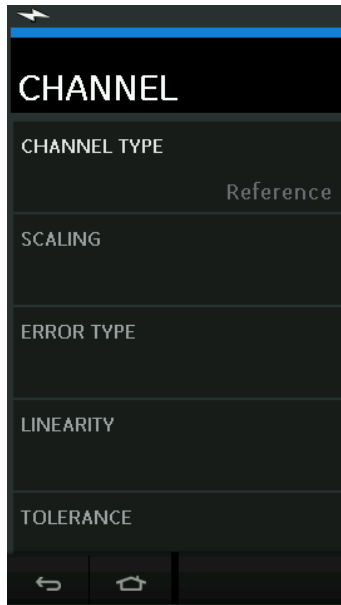 CHANNEL
CHANNEL TYPE
Reference
SCALING
ERROR TYPE
LINEARITY
TOLERANCE